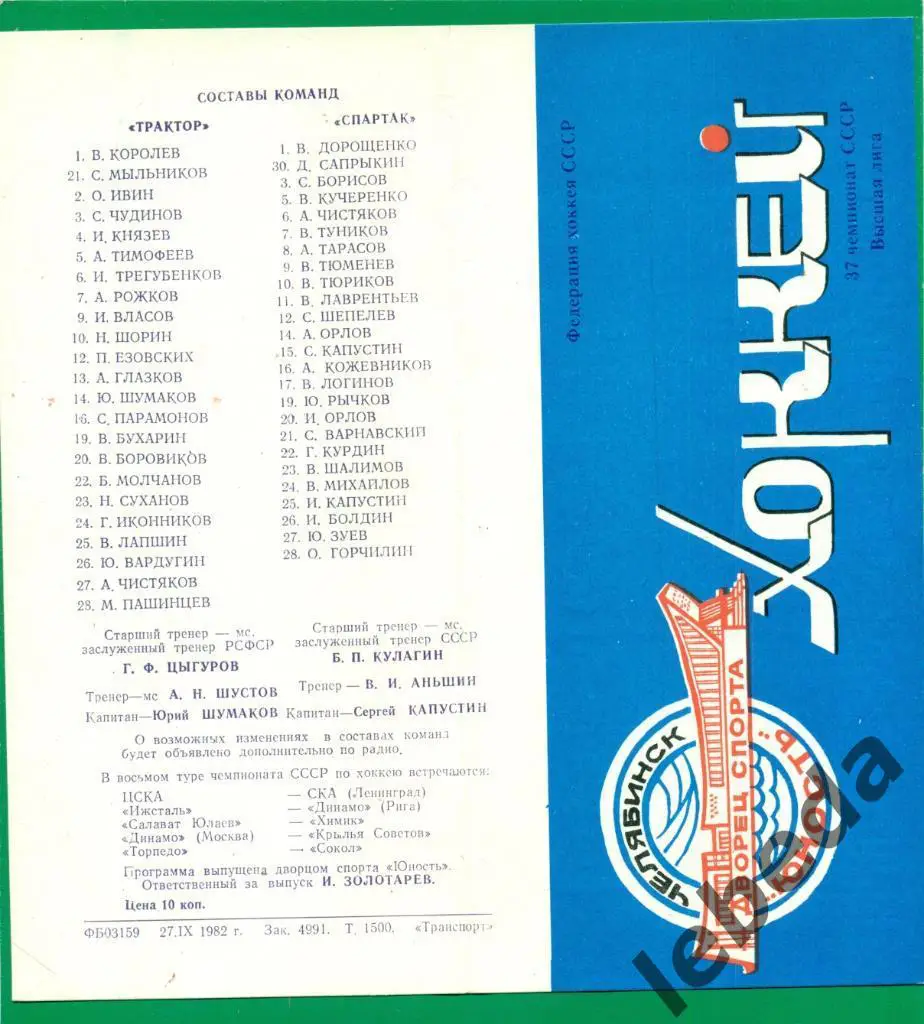 СОСТАВЫ КОМАНД
«ТРАКТОР»
1. В. КОРОЛЕВ
21. С. МЫЛЬНИКОВ
2. О. ИВИН
3. С. ЧУДИНОВ
4. И. КНЯЗЕВ
5. А. ТИМОФЕЕВ
6. И. ТРЕГУБЕНКОВ
7. А. РОЖКОВ
9. И. ВЛАСОВ
10. Н. ШОРИН
12. П. ЕЗОВСКИХ
13. А. ГЛАЗКОВ
14. Ю. ШУМАКОВ
16. С. ПАРАМОНОВ
19. В. БУХАРИН
20. В. БОРОВИКОВ
22. Б. МОЛЧАНОВ
23. Н. СУХАНОВ
24. Г. ИКОННИКОВ
25. В. ЛАПШИН
26. Ю. ВАРДУГИН
27. А. ЧИСТЯКОВ
28. М. ПАШИНЦЕВ
Старший тренер — мс,
заслуженный тренер РСФСР
Г. Ф. ЦЫГУРОВ
Тренер—мс А. Н. ШУСТОВ
Капитан—Юрий ШУМАКОВ
«СПАРТАК»
1. В. ДОРОЩЕНКО
30. Д. САПРЫКИН
3. С. БОРИСОВ
5. В. КУЧЕРЕНКО
6. А. ЧИСТЯКОВ
7. В. ТУНИКОВ
8. А. ТАРАСОВ
9. В. ТЮМЕНЕВ
10. В. ТЮРИКОВ
11. В. ЛАВРЕНТЬЕВ
12. С. ШЕПЕЛЕВ
14. А. ОРЛОВ
15. С. КАПУСТИН
16. А. КОЖЕВНИКОВ
17. В. ЛОГИНОВ
19. Ю. РЫЧКОВ
20. И. ОРЛОВ
21. С. ВАРНАВСКИЙ
22. Г. КУРДИН
23. В. ШАЛИМОВ
24. В. МИХАЙЛОВ
25. И. КАПУСТИН
26. И. БОЛДИН
27. Ю. ЗУЕВ
28. О. ГОРЧИЛИН
Старший тренер — мс,
заслуженный тренер СССР
Б. П. КУЛАГИН
Тренер — В. И. АНЬШИН
Капитан—Сергей КАПУСТИН
О возможных изменениях в составах команд
будет объявлено дополнительно по радио.
В восьмом туре чемпионата СССР по хоккею встречаются:
ЦСКА — СКА (Ленинград)
«Ижсталь» — «Динамо» (Рига)
«Салават Юлаев» — «Химик»
«Динамо» (Москва) — «Крылья Советов»
«Торпедо» — «Сокол»
Программа выпущена дворцом спорта «Юность».
Ответственный за выпуск И. ЗОЛОТАРЕВ.
Цена 10 коп.
ФБ03159 27.IX 1982 г. Зак. 4991. Т. 1500. «Транспорт»
Федерация хоккея СССР
ХОККЕЙ
37 чемпионат СССР
Высшая лига
ЧЕЛЯБИНСК
ДВОРЕЦ СПОРТА
„ЮНОСТЬ"
lebeda